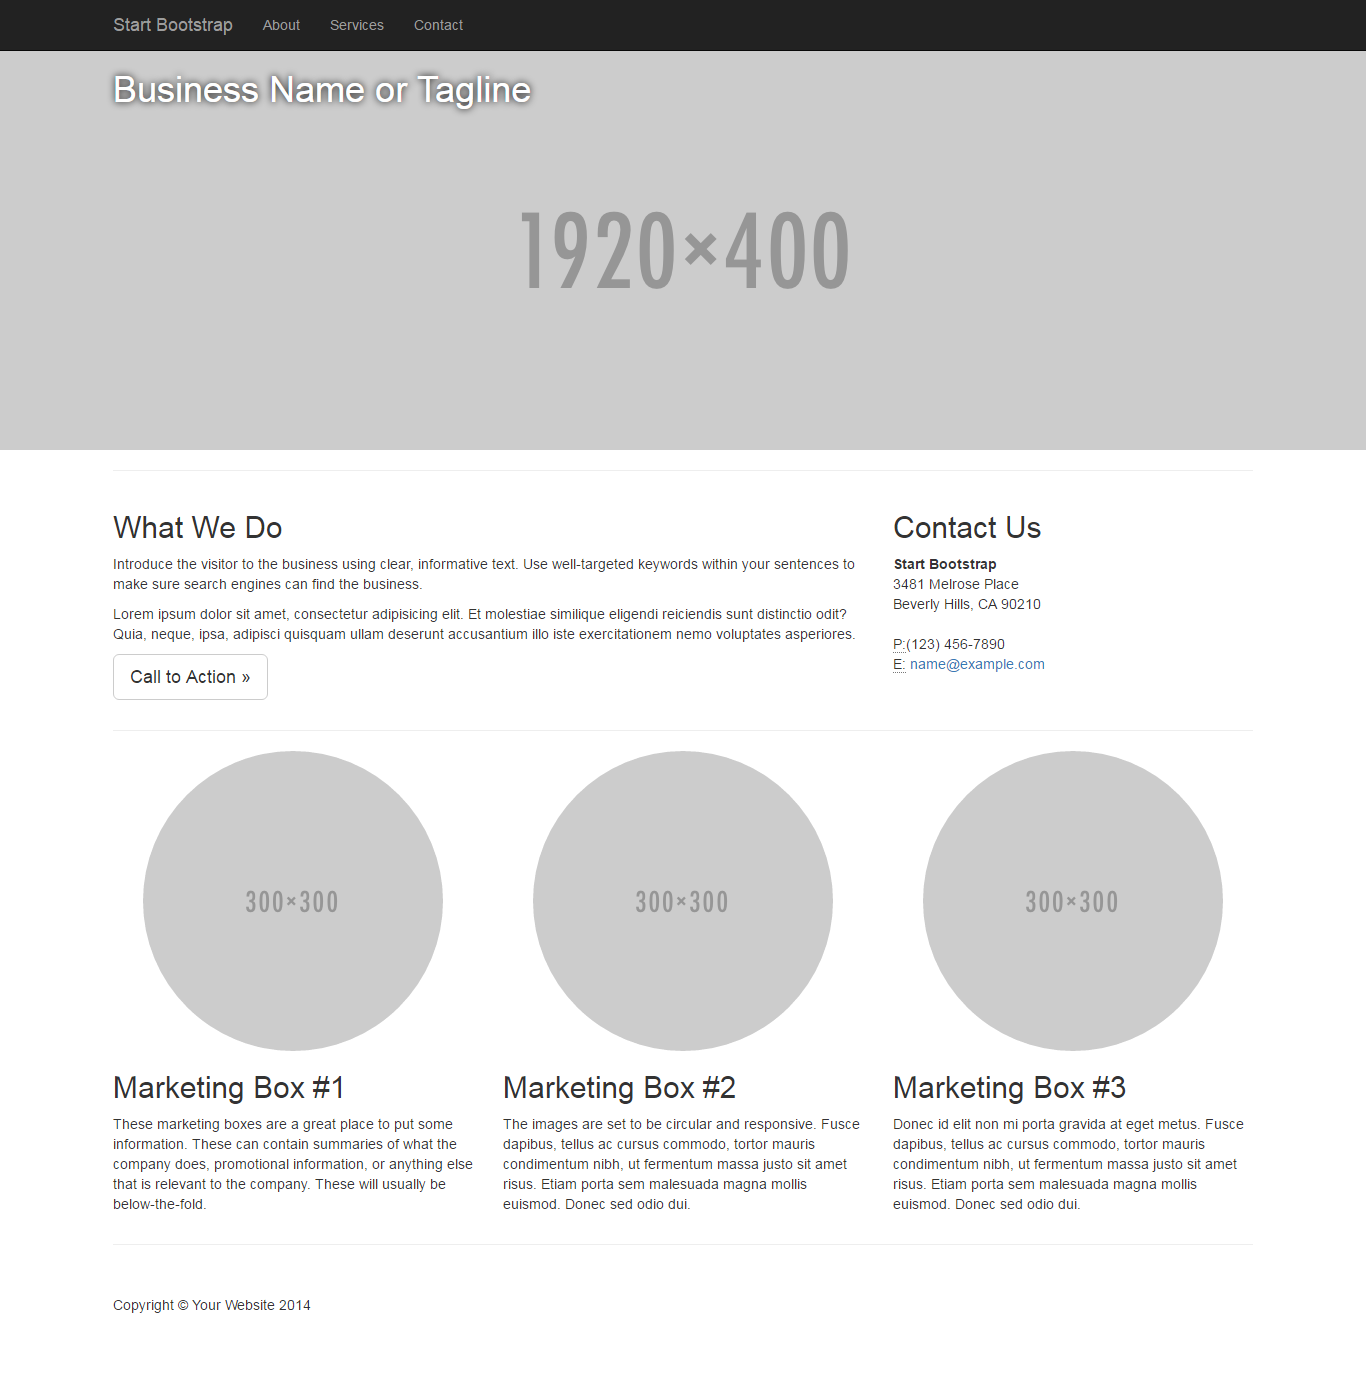 Start Bootstrap About Services Contact
Business Name or Tagline
1920×400
What We Do
Introduce the visitor to the business using clear, informative text. Use well-targeted keywords within your sentences to
make sure search engines can find the business.
Lorem ipsum dolor sit amet, consectetur adipisicing elit. Et molestiae similique eligendi reiciendis sunt distinctio odit?
Quia, neque, ipsa, adipisci quisquam ullam deserunt accusantium illo iste exercitationem nemo voluptates asperiores.
Call to Action »
Contact Us
Start Bootstrap
3481 Melrose Place
Beverly Hills, CA 90210
P:(123) 456-7890
E: name@example.com
300×300
Marketing Box #1
These marketing boxes are a great place to put some
information. These can contain summaries of what the
company does, promotional information, or anything else
that is relevant to the company. These will usually be
below-the-fold.
300×300
Marketing Box #2
The images are set to be circular and responsive. Fusce
dapibus, tellus ac cursus commodo, tortor mauris
condimentum nibh, ut fermentum massa justo sit amet
risus. Etiam porta sem malesuada magna mollis
euismod. Donec sed odio dui.
300×300
Marketing Box #3
Donec id elit non mi porta gravida at eget metus. Fusce
dapibus, tellus ac cursus commodo, tortor mauris
condimentum nibh, ut fermentum massa justo sit amet
risus. Etiam porta sem malesuada magna mollis
euismod. Donec sed odio dui.
Copyright © Your Website 2014